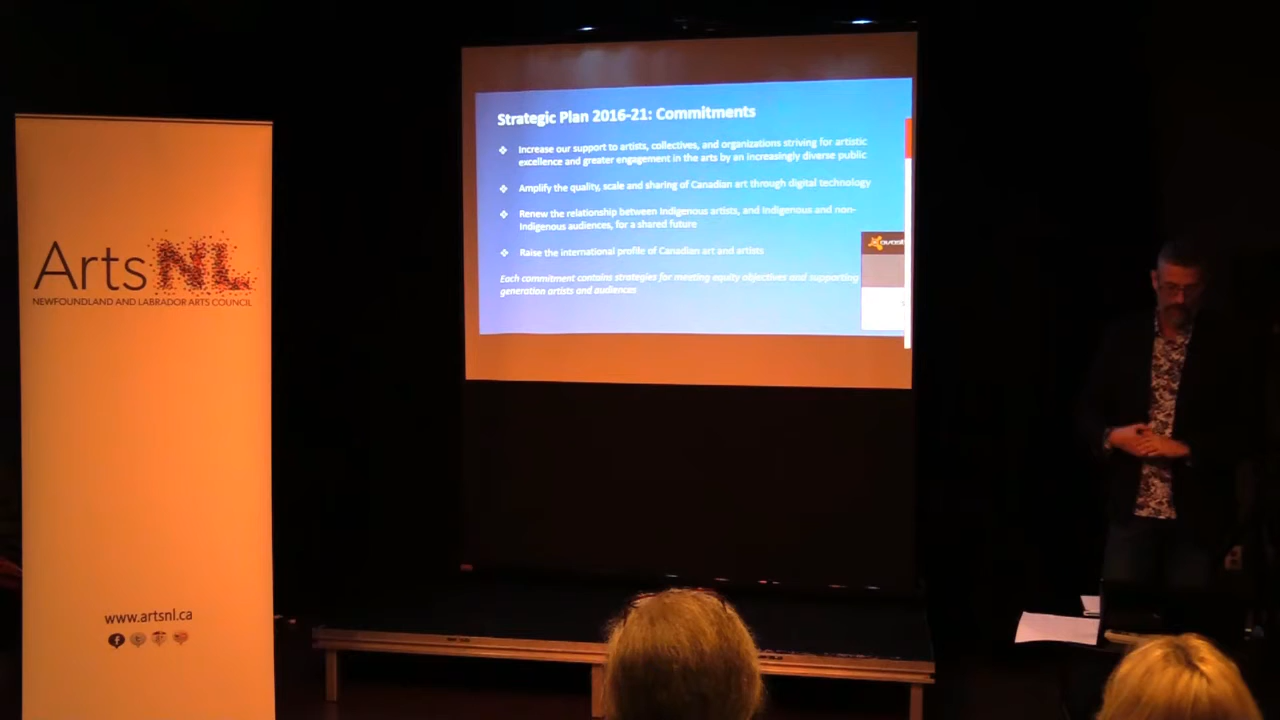 Arts NL
NEWFOUNDLAND AND LABRADOR ARTS COUNCIL
www.artsnl.ca
Strategic Plan 2016-21: Commitments
Increase our support to artists, collectives, and organizations striving for artistic
excellence and greater engagement in the arts by an increasingly diverse public
Amplify the quality, scale and sharing of Canadian art through digital technology
Renew the relationship between Indigenous artists, and Indigenous and non-
Indigenous audiences, for a shared future
Raise the international profile of Canadian art and artists
Each commitment contains strategies for meeting equity objectives and supporting
generation artists and audiences
avast